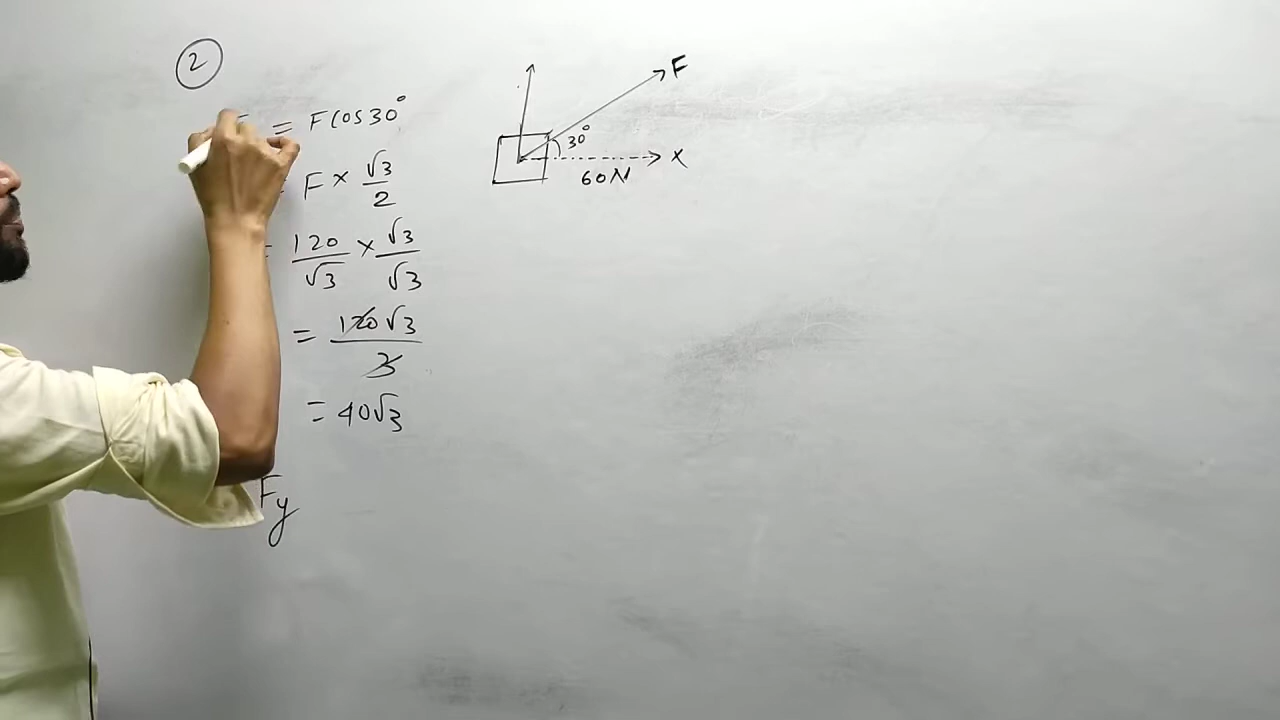 2
= F cos 30°
F × √3/2
120/√3 × √3/√3
= 120√3/3
= 40√3
Fy
F
30°
X
60N